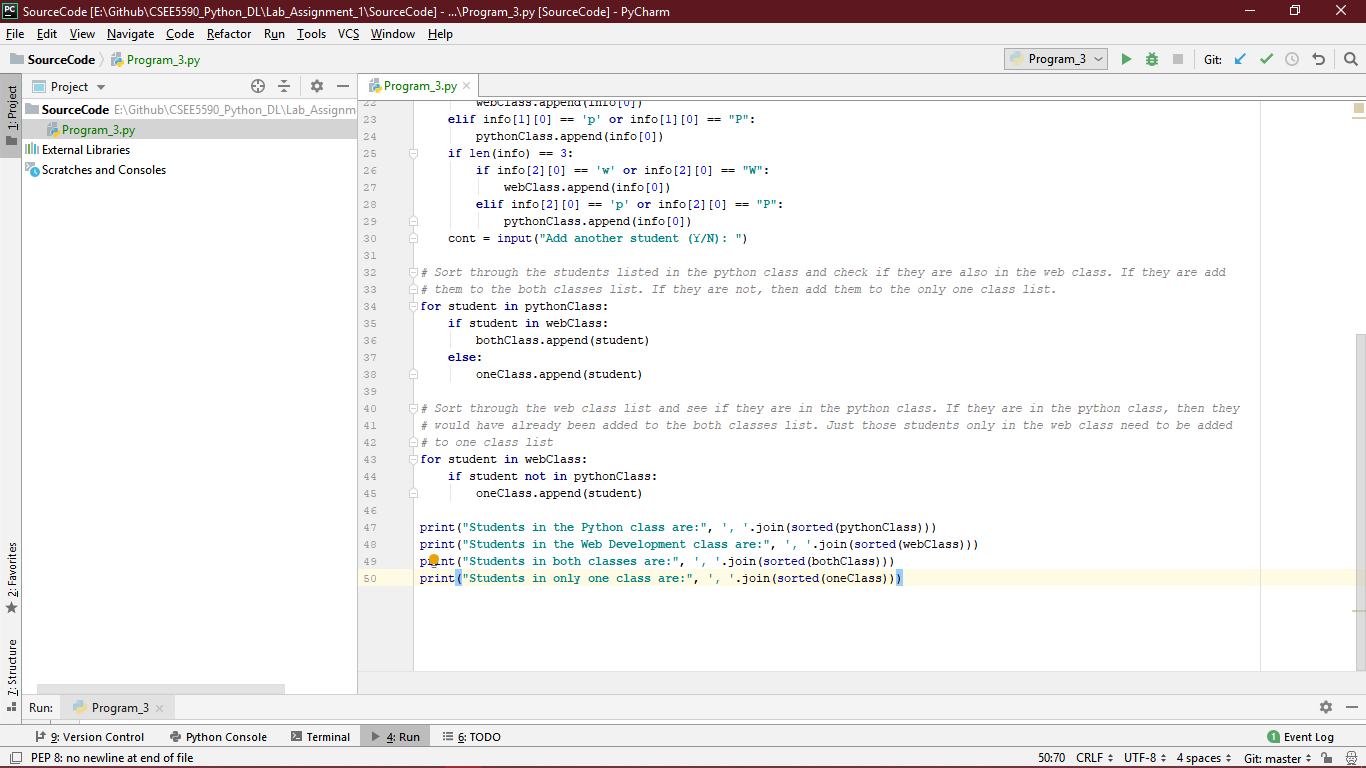 SourceCode [E:\Github\CSEE5590_Python_DL\Lab_Assignment_1\SourceCode] - ...\Program_3.py [SourceCode] - PyCharm
File Edit View Navigate Code Refactor Run Tools VCS Window Help
SourceCode Program_3.py Program_3 Git:
Project Program_3.py
1: Project
SourceCode E:\Github\CSEE5590_Python_DL\Lab_Assignm
Program_3.py
External Libraries
Scratches and Consoles
2: Favorites
7: Structure
22 webClass.append(info[0])
23 elif info[1][0] == 'p' or info[1][0] == "P":
24 pythonClass.append(info[0])
25 if len(info) == 3:
26 if info[2][0] == 'w' or info[2][0] == "W":
27 webClass.append(info[0])
28 elif info[2][0] == 'p' or info[2][0] == "P":
29 pythonClass.append(info[0])
30 cont = input("Add another student (Y/N): ")
31
32 # Sort through the students listed in the python class and check if they are also in the web class. If they are add
33 # them to the both classes list. If they are not, then add them to the only one class list.
34 for student in pythonClass:
35 if student in webClass:
36 bothClass.append(student)
37 else:
38 oneClass.append(student)
39
40 # Sort through the web class list and see if they are in the python class. If they are in the python class, then they
41 # would have already been added to the both classes list. Just those students only in the web class need to be added
42 # to one class list
43 for student in webClass:
44 if student not in pythonClass:
45 oneClass.append(student)
46
47 print("Students in the Python class are:", ', '.join(sorted(pythonClass)))
48 print("Students in the Web Development class are:", ', '.join(sorted(webClass)))
49 print("Students in both classes are:", ', '.join(sorted(bothClass)))
50 print("Students in only one class are:", ', '.join(sorted(oneClass)))
Run: Program_3
9: Version Control Python Console Terminal 4: Run 6: TODO 1 Event Log
PEP 8: no newline at end of file 50:70 CRLF UTF-8 4 spaces Git: master